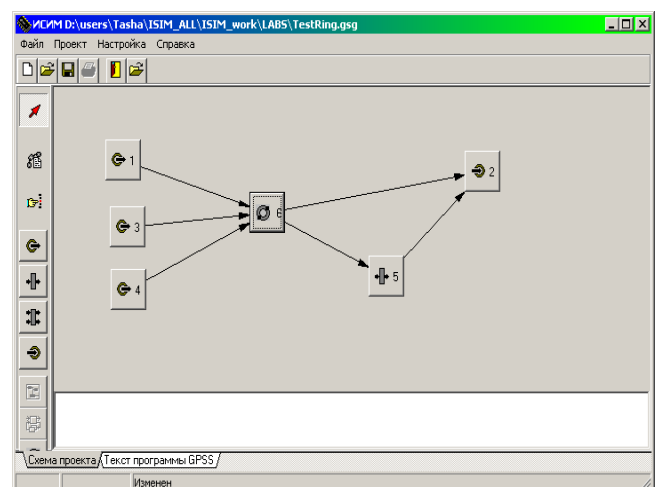 ИСИМ D:\users\Tasha\ISIM_ALL\ISIM_work\LABS\TestRing.gsg
Файл Проект Настройка Справка
1
2
3
6
4
5
Схема проекта Текст программы GPSS
Изменен